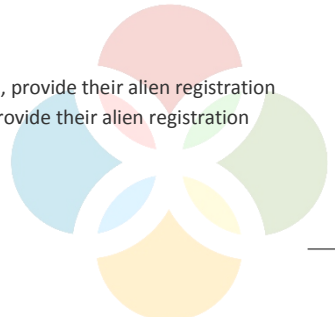 , provide their alien registration
rovide their alien registration